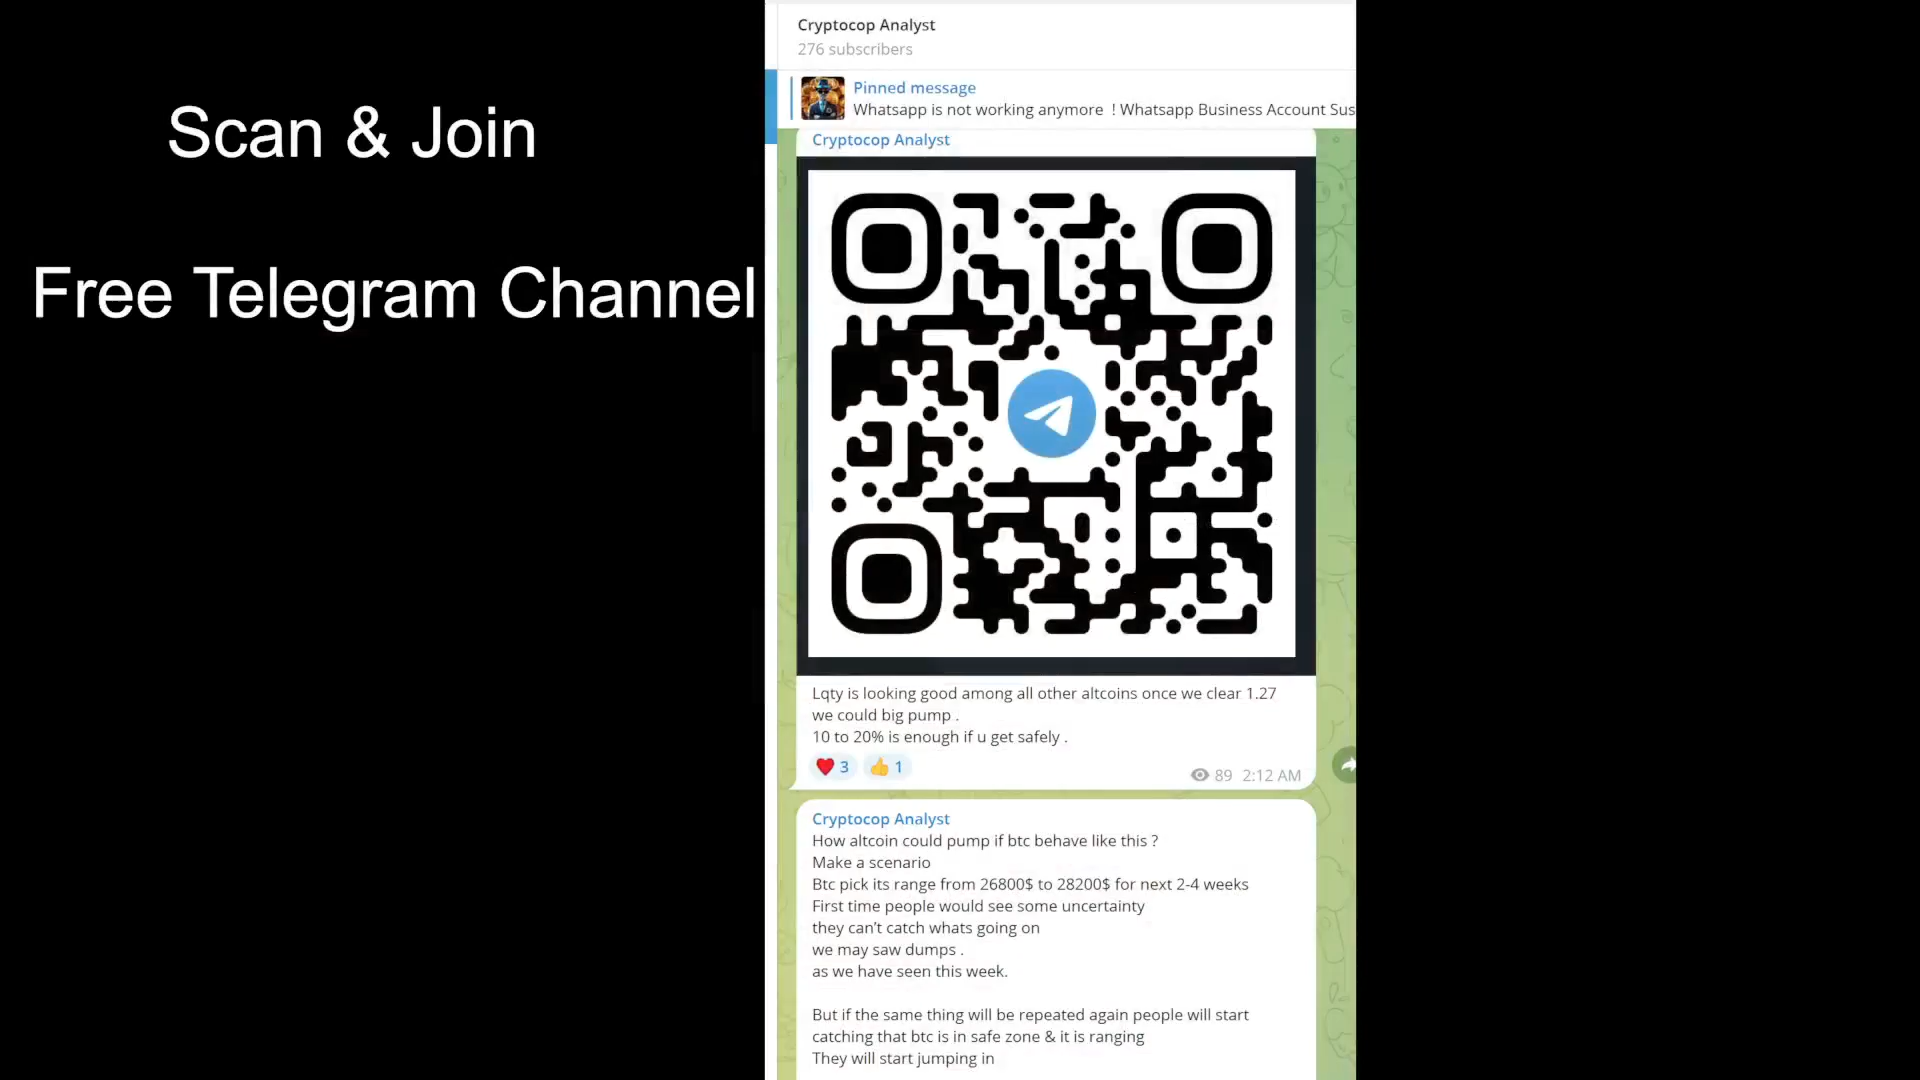 Scan & Join
Free Telegram Channel
Cryptocop Analyst
276 subscribers
Pinned message
Whatsapp is not working anymore ! Whatsapp Business Account Sus
Cryptocop Analyst
Lqty is looking good among all other altcoins once we clear 1.27
we could big pump .
10 to 20% is enough if u get safely .
❤️ 3 👍 1
89 2:12 AM
Cryptocop Analyst
How altcoin could pump if btc behave like this ?
Make a scenario
Btc pick its range from 26800$ to 28200$ for next 2-4 weeks
First time people would see some uncertainty
they can’t catch whats going on
we may saw dumps .
as we have seen this week.
But if the same thing will be repeated again people will start
catching that btc is in safe zone & it is ranging
They will start jumping in